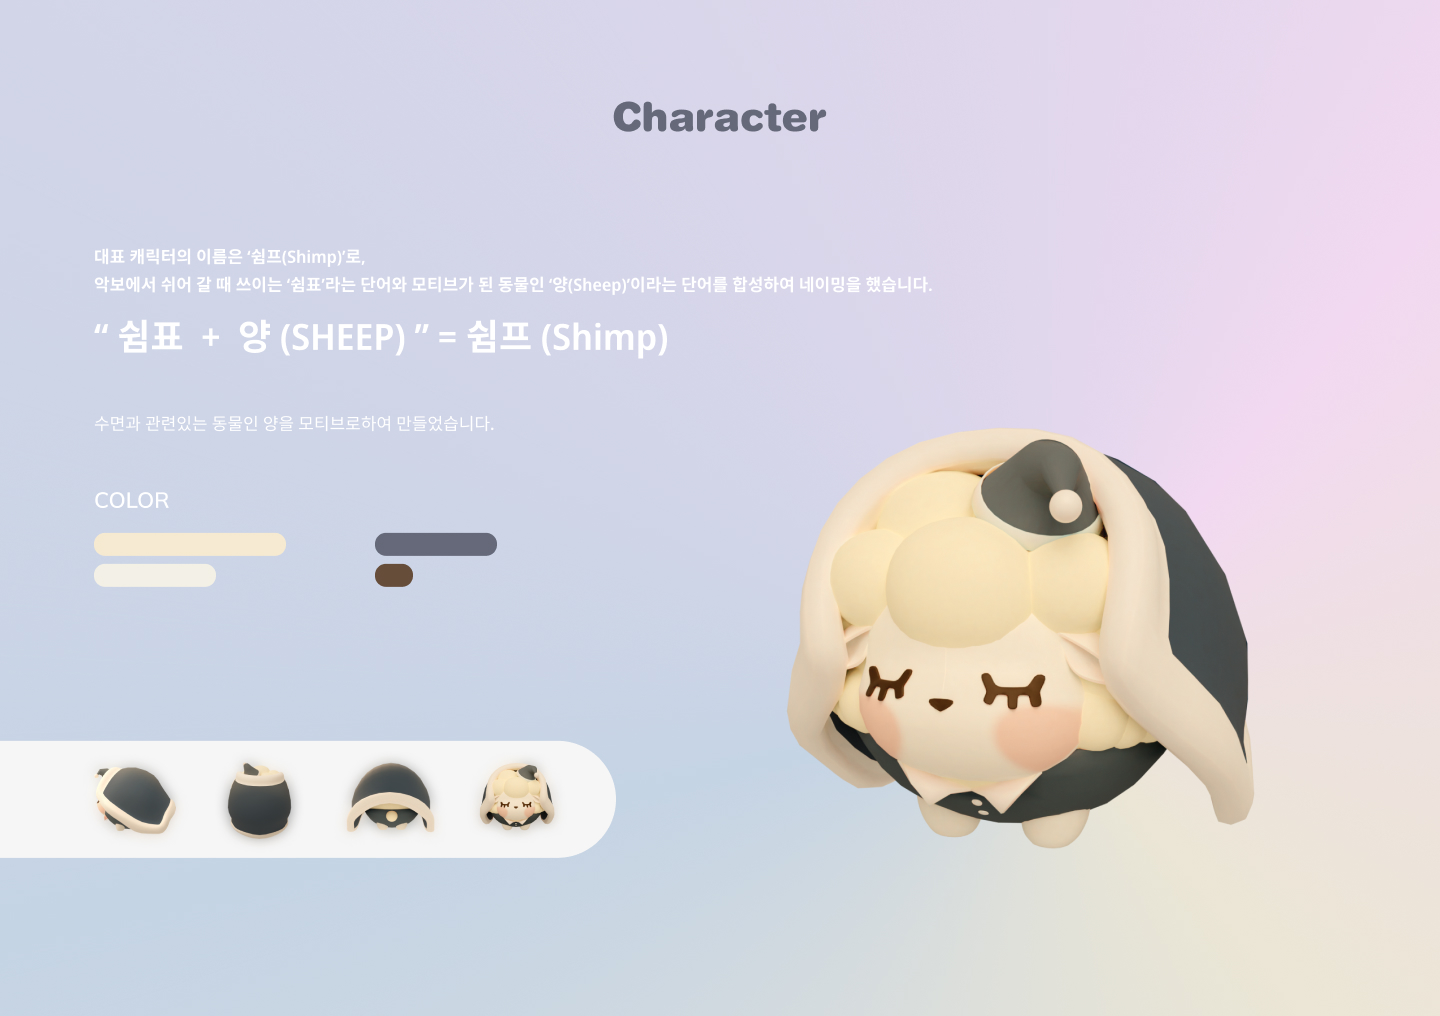 Character
대표 캐릭터의 이름은 ‘쉼프(Shimp)’로,
악보에서 쉬어 갈 때 쓰이는 ‘쉼표’라는 단어와 모티브가 된 동물인 ‘양(Sheep)’이라는 단어를 합성하여 네이밍을 했습니다.
“ 쉼표 + 양 (SHEEP) ” = 쉼프 (Shimp)
수면과 관련있는 동물인 양을 모티브로하여 만들었습니다.
COLOR